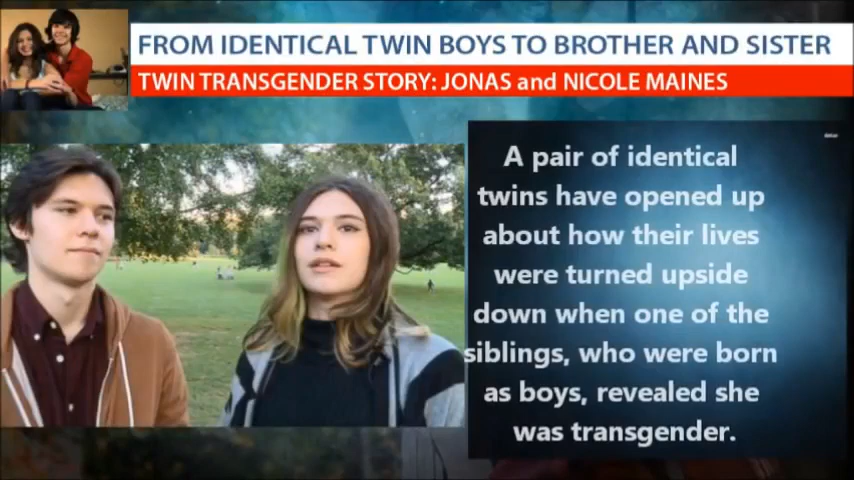 FROM IDENTICAL TWIN BOYS TO BROTHER AND SISTER
TWIN TRANSGENDER STORY: JONAS and NICOLE MAINES
A pair of identical
twins have opened up
about how their lives
were turned upside
down when one of the
siblings, who were born
as boys, revealed she
was transgender.